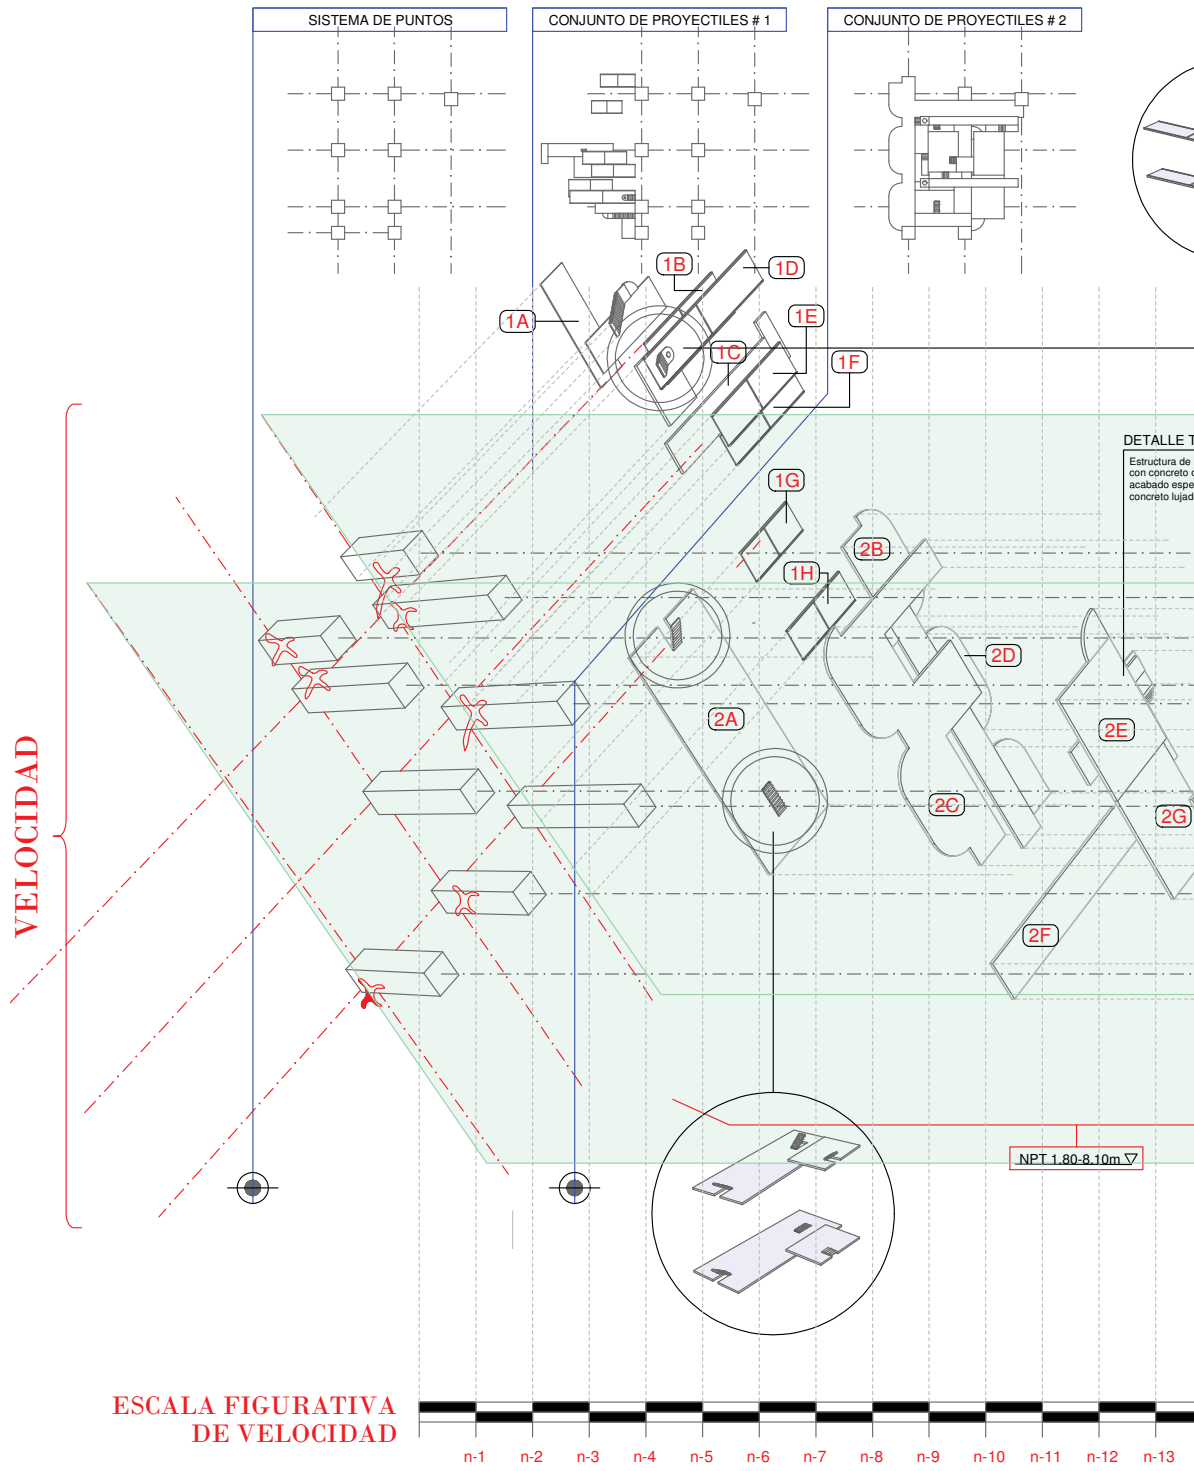 SISTEMA DE PUNTOS
CONJUNTO DE PROYECTILES # 1
CONJUNTO DE PROYECTILES # 2
1B
1D
1A
1E
1C
1F
DETALLE
Estructura de
con concreto
acabado
concreto
1G
2B
1H
2D
2A
2E
2C
2G
2F
VELOCIDAD
NPT 1.80-8.10m
ESCALA FIGURATIVA
DE VELOCIDAD
n-1 n-2 n-3 n-4 n-5 n-6 n-7 n-8 n-9 n-10 n-11 n-12 n-13